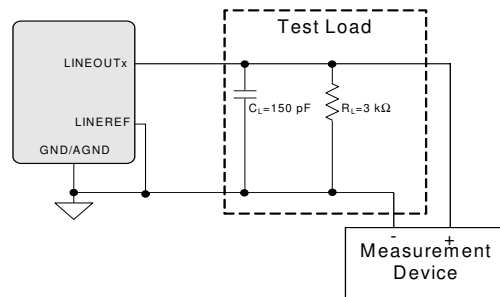 Test Load
LINEOUTx
C_L=150 pF
R_L=3 kΩ
LINEREF
GND/AGND
- +
Measurement
Device